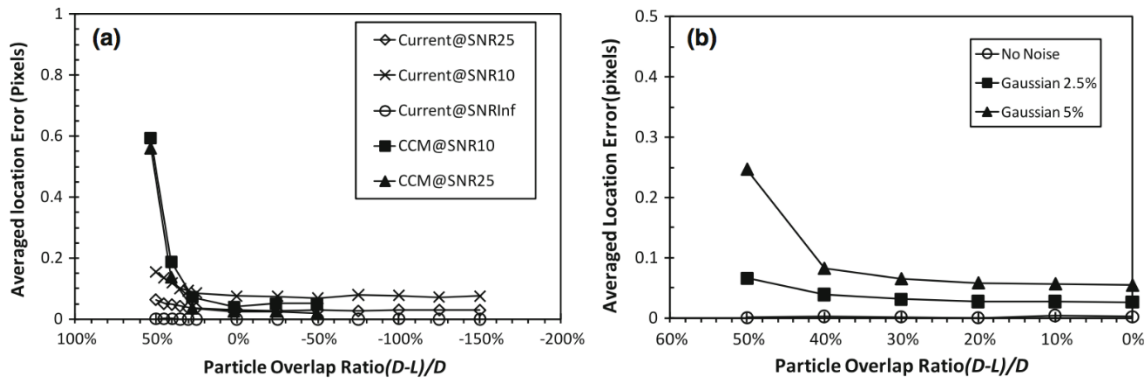 (a)
Averaged location Eror (Pixels)
1
0.8
0.6
0.4
0.2
0
100%
50%
0%
-50%
-100%
-150%
-200%
Particle Overlap Ratio(D-L)/D
Current@SNR25
Current@SNR10
Current@SNRInf
CCM@SNR10
CCM@SNR25
(b)
Averaged Location Error(pixels)
0.5
0.4
0.3
0.2
0.1
0
60%
50%
40%
30%
20%
10%
0%
Particle Overlap Ratio(D-L)/D
No Noise
Gaussian 2.5%
Gaussian 5%